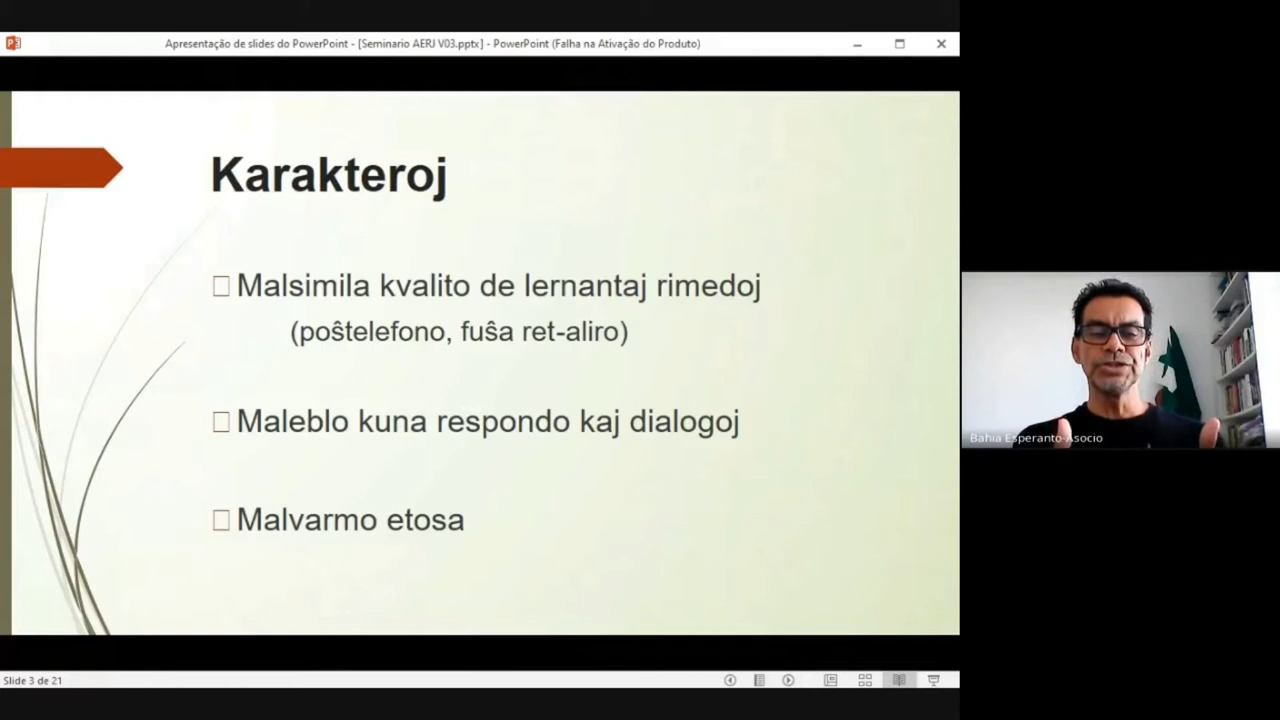 Apresentação de slides do PowerPoint - [Seminario AERJ V03.pptx] - PowerPoint (Falha na Ativação do Produto)
Karakteroj
Malsimila kvalito de lernantaj rimedoj
(poŝtelefono, fuŝa ret-aliro)
Maleblo kuna respondo kaj dialogoj
Malvarmo etosa
Bahia Esperanto-Asocio
Slide 3 de 21